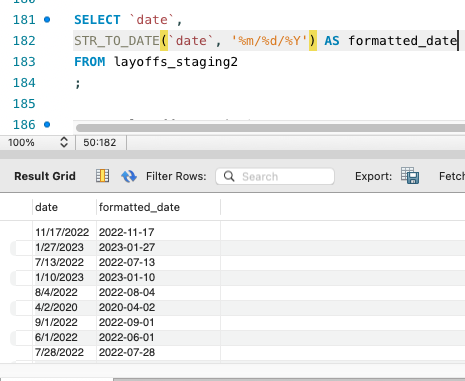 181 SELECT `date`,
182 STR_TO_DATE(`date`, '%m/%d/%Y') AS formatted_date
183 FROM layoffs_staging2
184 ;
185
186
100% 50:182
Result Grid Filter Rows: Search Export: Fetch
date formatted_date
11/17/2022 2022-11-17
1/27/2023 2023-01-27
7/13/2022 2022-07-13
1/10/2023 2023-01-10
8/4/2022 2022-08-04
4/2/2020 2020-04-02
9/1/2022 2022-09-01
6/1/2022 2022-06-01
7/28/2022 2022-07-28